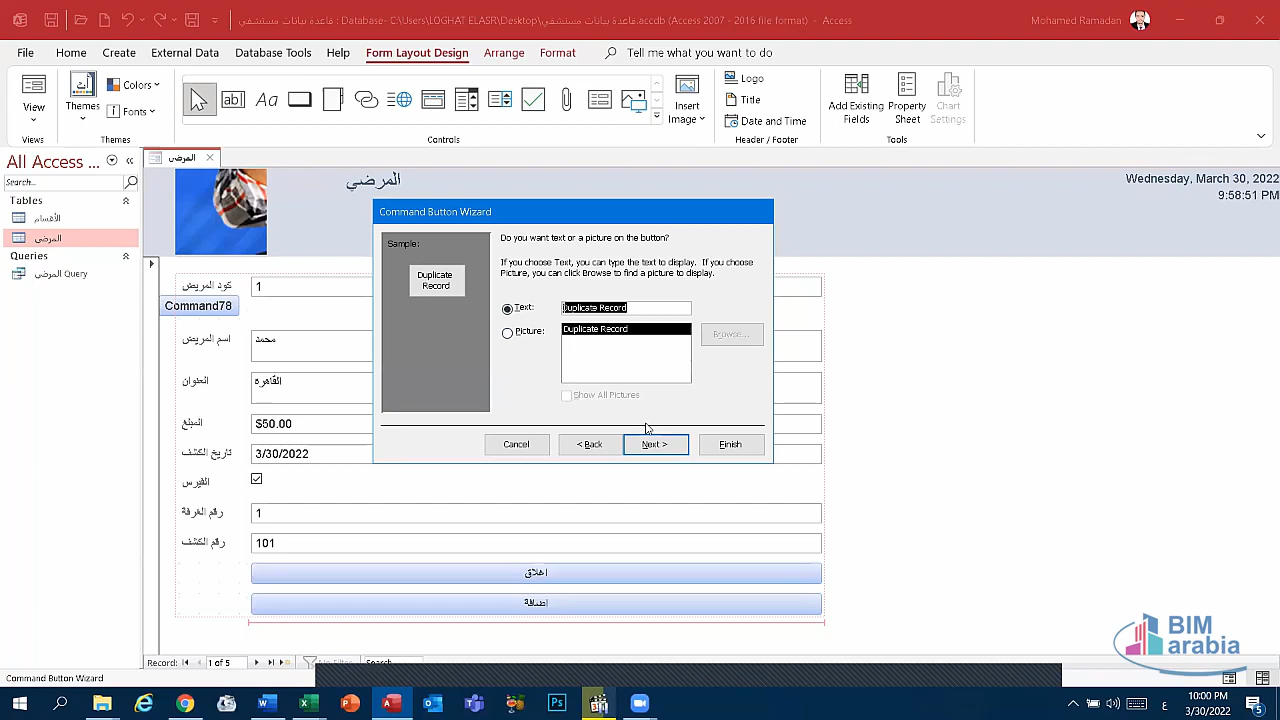 قاعدة بيانات مستشفي : Database- C:\Users\LOGHAT ELASR\Desktop\قاعدة بيانات مستشفي.accdb (Access 2007 - 2016 file format) - Access
Mohamed Ramadan
File Home Create External Data Database Tools Help Form Layout Design Arrange Format Tell me what you want to do
View
Themes
Colors
Fonts
Insert Image
Logo
Title
Date and Time
Add Existing Fields
Property Sheet
Chart Settings
Views
Themes
Controls
Header / Footer
Tools
All Access ...
Search...
Tables
الأقسام
المرضى
Queries
المرضى Query
المرضى
المرضي
Wednesday, March 30, 2022
9:58:51 PM
كود المريض
1
Command78
اسم المريض
محمد
العنوان
القاهره
المبلغ
$50.00
تاريخ الكشف
3/30/2022
الفيرس
رقم الغرفة
1
رقم الكشف
101
اغلاق
اضافة
Command Button Wizard
Sample:
Duplicate Record
Do you want text or a picture on the button?
If you choose Text, you can type the text to display. If you choose
Picture, you can click Browse to find a picture to display.
Text:
Duplicate Record
Picture:
Duplicate Record
Browse...
Show All Pictures
Cancel
< Back
Next >
Finish
BIM
arabia
Record:
1 of 5
No Filter
Search
Command Button Wizard
10:00 PM
3/30/2022